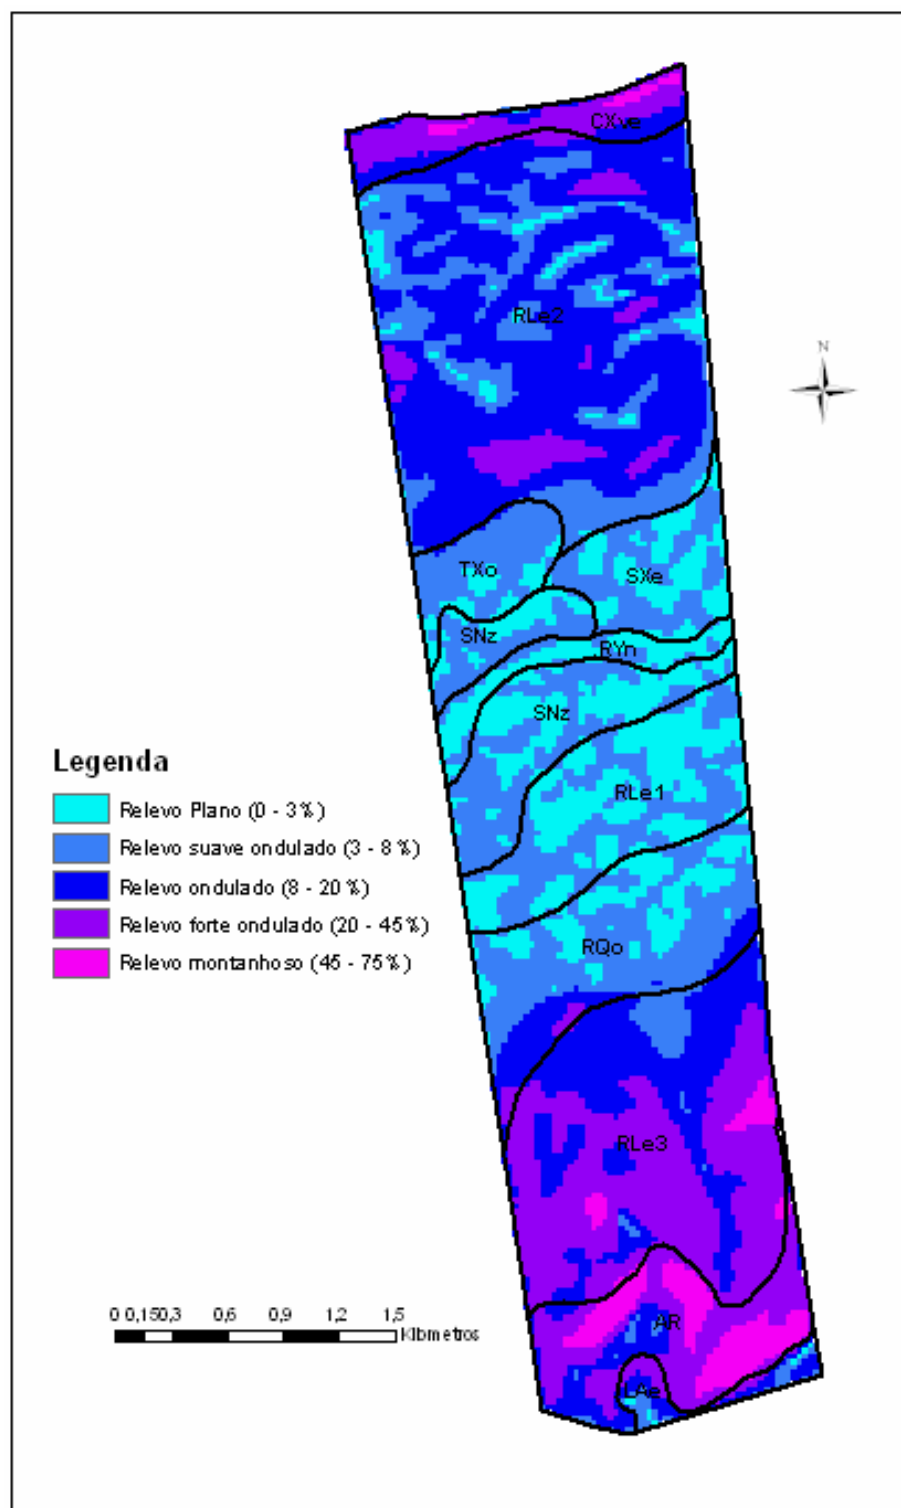 CXve
N
RLe2
TXo
SXe
SNz
RYn
SNz
Legenda
RLe1
Relevo Plano (0 - 3%)
Relevo suave ondulado (3 - 8%)
Relevo ondulado (8 - 20%)
Relevo forte ondulado (20 - 45%)
Relevo montanhoso (45 - 75%)
RQo
RLe3
0 0,150,3 0,6 0,9 1,2 1,5
Kilômetros
AR
LAe